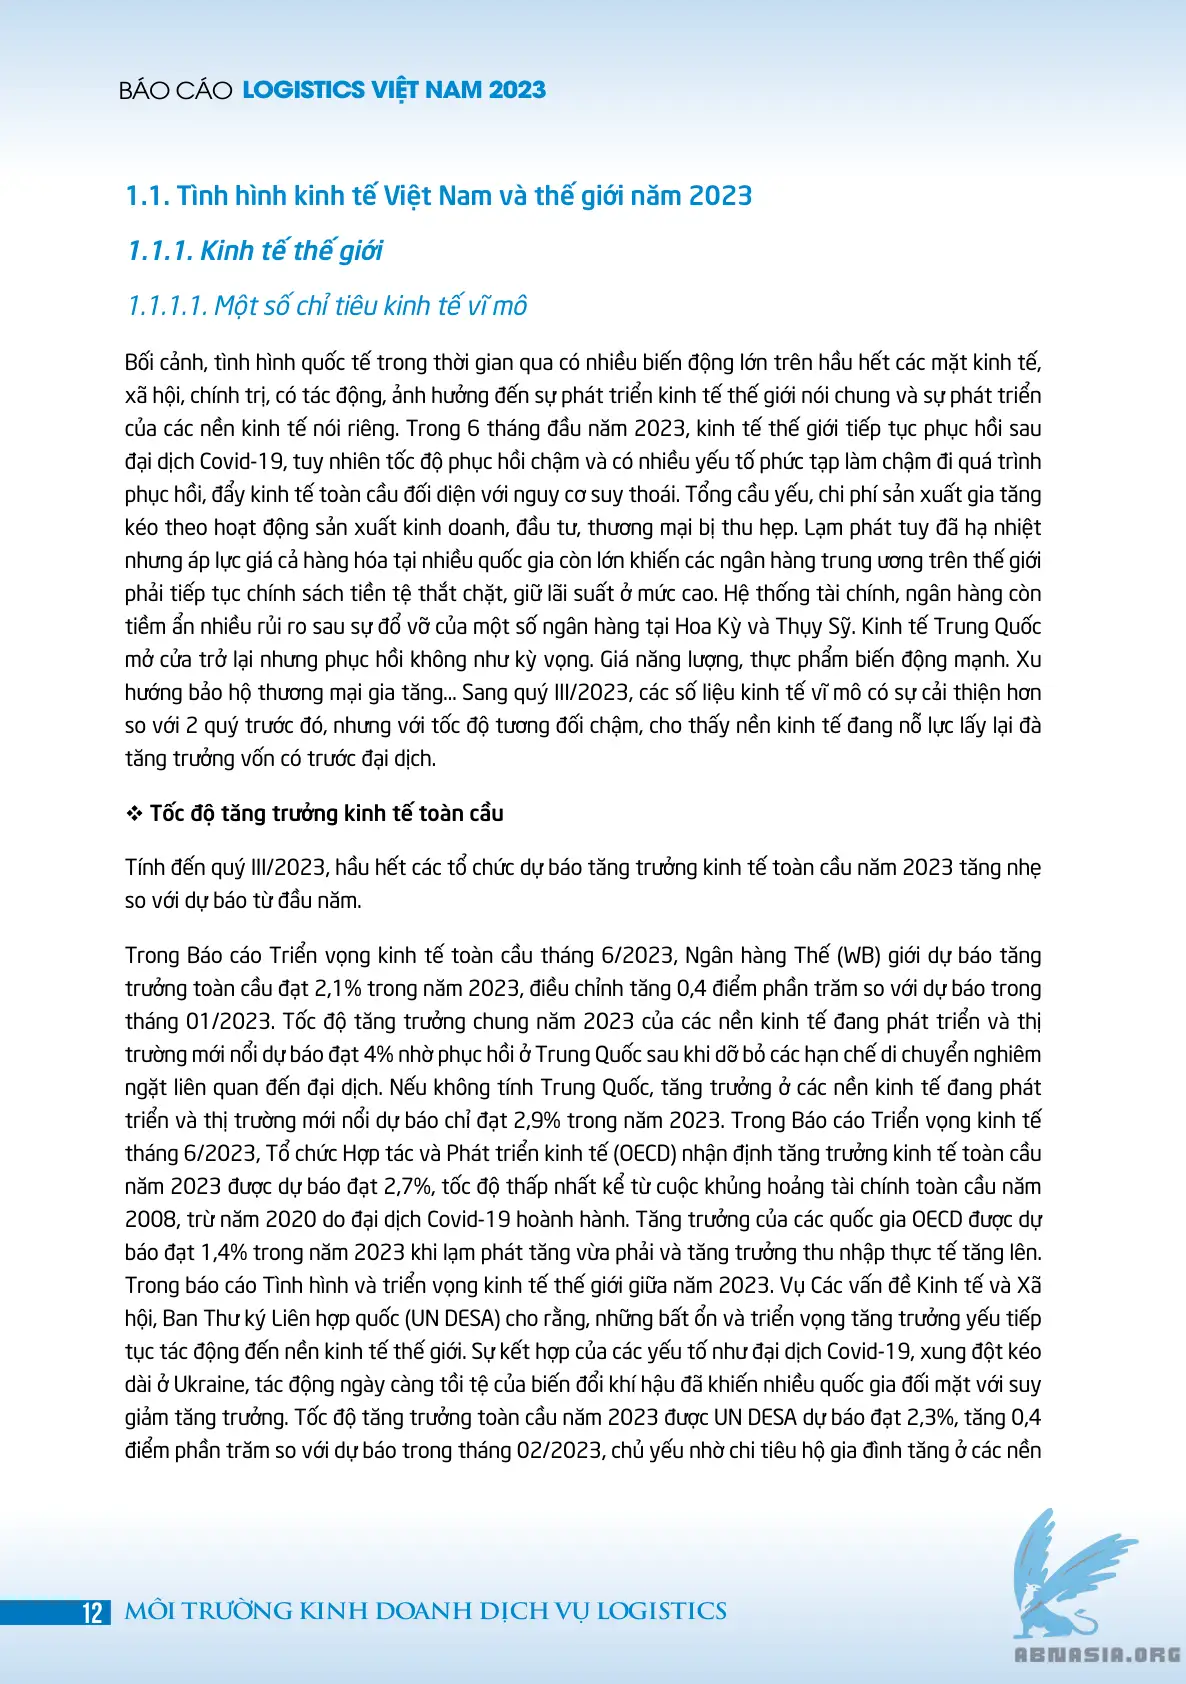 BÁO CÁO LOGISTICS VIỆT NAM 2023
1.1. Tình hình kinh tế Việt Nam và thế giới năm 2023
1.1.1. Kinh tế thế giới
1.1.1.1. Một số chỉ tiêu kinh tế vĩ mô
Bối cảnh, tình hình quốc tế trong thời gian qua có nhiều biến động lớn trên hầu hết các mặt kinh tế,
xã hội, chính trị, có tác động, ảnh hưởng đến sự phát triển kinh tế thế giới nói chung và sự phát triển
của các nền kinh tế nói riêng. Trong 6 tháng đầu năm 2023, kinh tế thế giới tiếp tục phục hồi sau
đại dịch Covid-19, tuy nhiên tốc độ phục hồi chậm và có nhiều yếu tố phức tạp làm chậm đi quá trình
phục hồi, đẩy kinh tế toàn cầu đối diện với nguy cơ suy thoái. Tổng cầu yếu, chi phí sản xuất gia tăng
kéo theo hoạt động sản xuất kinh doanh, đầu tư, thương mại bị thu hẹp. Lạm phát tuy đã hạ nhiệt
nhưng áp lực giá cả hàng hóa tại nhiều quốc gia còn lớn khiến các ngân hàng trung ương trên thế giới
phải tiếp tục chính sách tiền tệ thắt chặt, giữ lãi suất ở mức cao. Hệ thống tài chính, ngân hàng còn
tiềm ẩn nhiều rủi ro sau sự đổ vỡ của một số ngân hàng tại Hoa Kỳ và Thụy Sỹ. Kinh tế Trung Quốc
mở cửa trở lại nhưng phục hồi không như kỳ vọng. Giá năng lượng, thực phẩm biến động mạnh. Xu
hướng bảo hộ thương mại gia tăng... Sang quý III/2023, các số liệu kinh tế vĩ mô có sự cải thiện hơn
so với 2 quý trước đó, nhưng với tốc độ tương đối chậm, cho thấy nền kinh tế đang nỗ lực lấy lại đà
tăng trưởng vốn có trước đại dịch.
❖ Tốc độ tăng trưởng kinh tế toàn cầu
Tính đến quý III/2023, hầu hết các tổ chức dự báo tăng trưởng kinh tế toàn cầu năm 2023 tăng nhẹ
so với dự báo từ đầu năm.
Trong Báo cáo Triển vọng kinh tế toàn cầu tháng 6/2023, Ngân hàng Thế (WB) giới dự báo tăng
trưởng toàn cầu đạt 2,1% trong năm 2023, điều chỉnh tăng 0,4 điểm phần trăm so với dự báo trong
tháng 01/2023. Tốc độ tăng trưởng chung năm 2023 của các nền kinh tế đang phát triển và thị
trường mới nổi dự báo đạt 4% nhờ phục hồi ở Trung Quốc sau khi dỡ bỏ các hạn chế di chuyển nghiêm
ngặt liên quan đến đại dịch. Nếu không tính Trung Quốc, tăng trưởng ở các nền kinh tế đang phát
triển và thị trường mới nổi dự báo chỉ đạt 2,9% trong năm 2023. Trong Báo cáo Triển vọng kinh tế
tháng 6/2023, Tổ chức Hợp tác và Phát triển kinh tế (OECD) nhận định tăng trưởng kinh tế toàn cầu
năm 2023 được dự báo đạt 2,7%, tốc độ thấp nhất kể từ cuộc khủng hoảng tài chính toàn cầu năm
2008, trừ năm 2020 do đại dịch Covid-19 hoành hành. Tăng trưởng của các quốc gia OECD được dự
báo đạt 1,4% trong năm 2023 khi lạm phát tăng vừa phải và tăng trưởng thu nhập thực tế tăng lên.
Trong báo cáo Tình hình và triển vọng kinh tế thế giới giữa năm 2023. Vụ Các vấn đề Kinh tế và Xã
hội, Ban Thư ký Liên hợp quốc (UN DESA) cho rằng, những bất ổn và triển vọng tăng trưởng yếu tiếp
tục tác động đến nền kinh tế thế giới. Sự kết hợp của các yếu tố như đại dịch Covid-19, xung đột kéo
dài ở Ukraine, tác động ngày càng tồi tệ của biến đổi khí hậu đã khiến nhiều quốc gia đối mặt với suy
giảm tăng trưởng. Tốc độ tăng trưởng toàn cầu năm 2023 được UN DESA dự báo đạt 2,3%, tăng 0,4
điểm phần trăm so với dự báo trong tháng 02/2023, chủ yếu nhờ chi tiêu hộ gia đình tăng ở các nền
12 MÔI TRƯỜNG KINH DOANH DỊCH VỤ LOGISTICS
ABNASIA.ORG